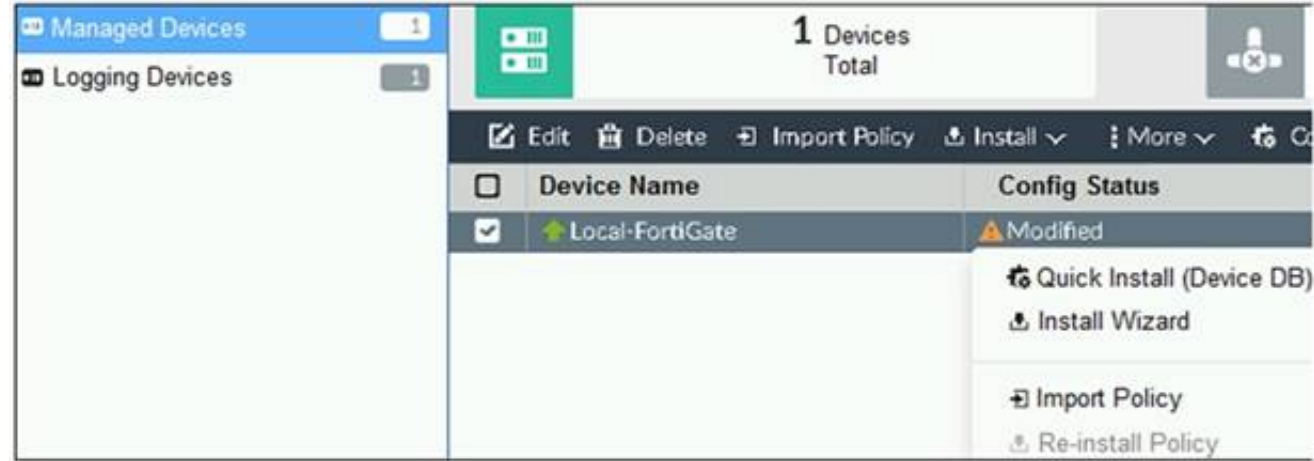 Managed Devices 1
Logging Devices 1
1 Devices
Total
Edit Delete Import Policy Install More
Device Name Config Status
Local-FortiGate Modified
Quick Install (Device DB)
Install Wizard
Import Policy
Re-install Policy